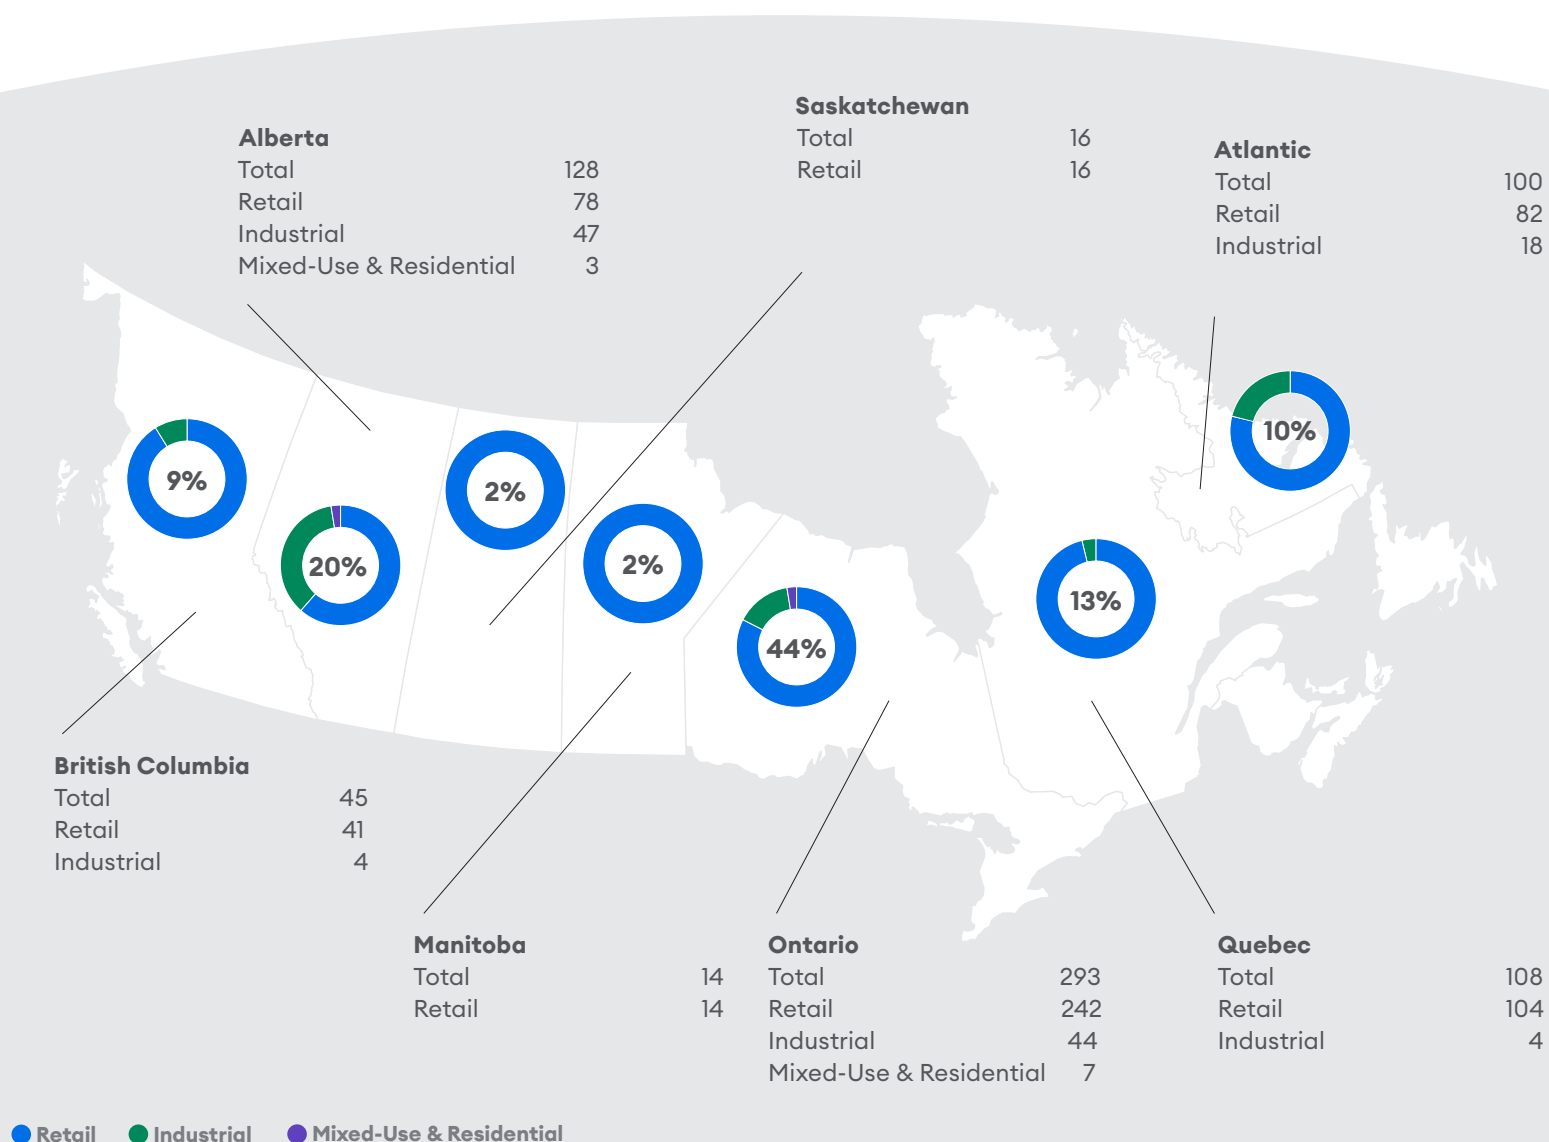 Saskatchewan
Total 16
Retail 16
Alberta
Total 128
Retail 78
Industrial 47
Mixed-Use & Residential 3
Atlantic
Total 100
Retail 82
Industrial 18
9%
20%
2%
2%
44%
13%
10%
British Columbia
Total 45
Retail 41
Industrial 4
Manitoba
Total 14
Retail 14
Ontario
Total 293
Retail 242
Industrial 44
Mixed-Use & Residential 7
Quebec
Total 108
Retail 104
Industrial 4
Retail Industrial Mixed-Use & Residential